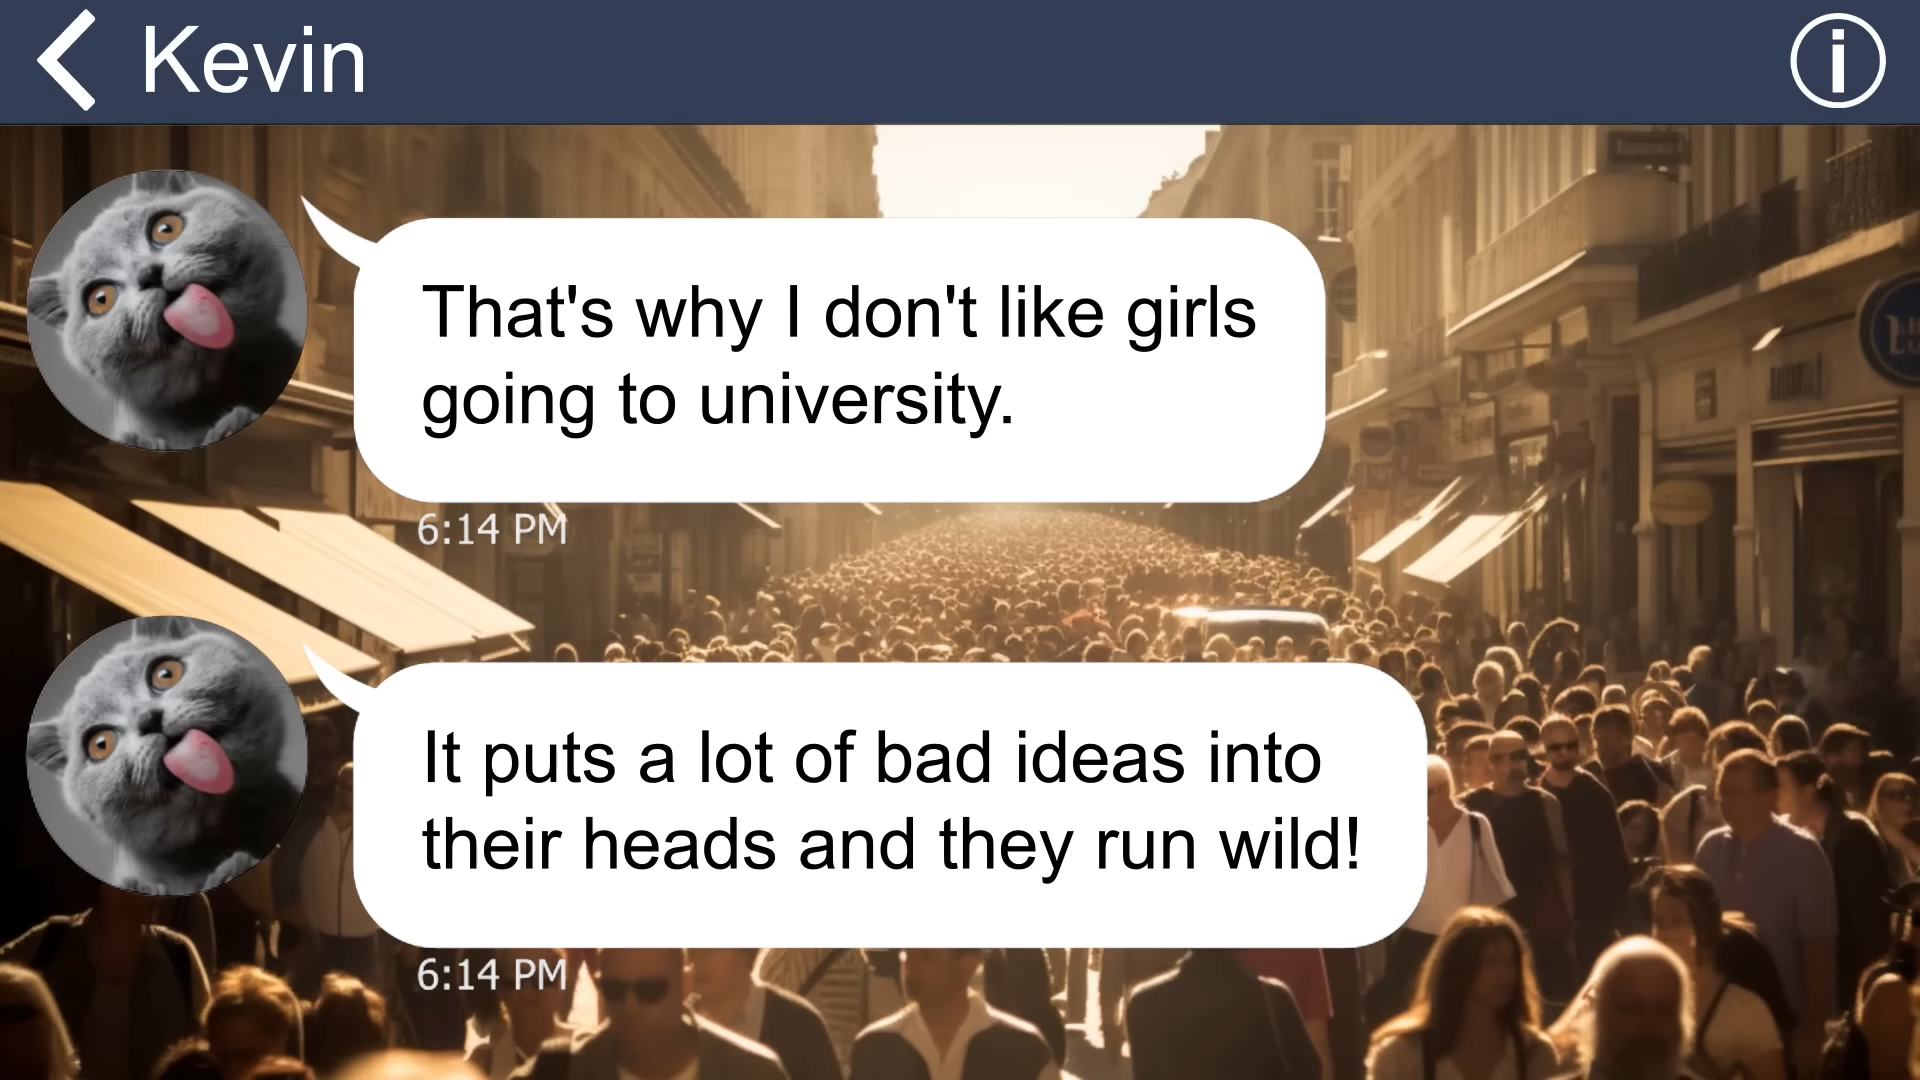 Kevin
That's why I don't like girls
going to university.
6:14 PM
It puts a lot of bad ideas into
their heads and they run wild!
6:14 PM